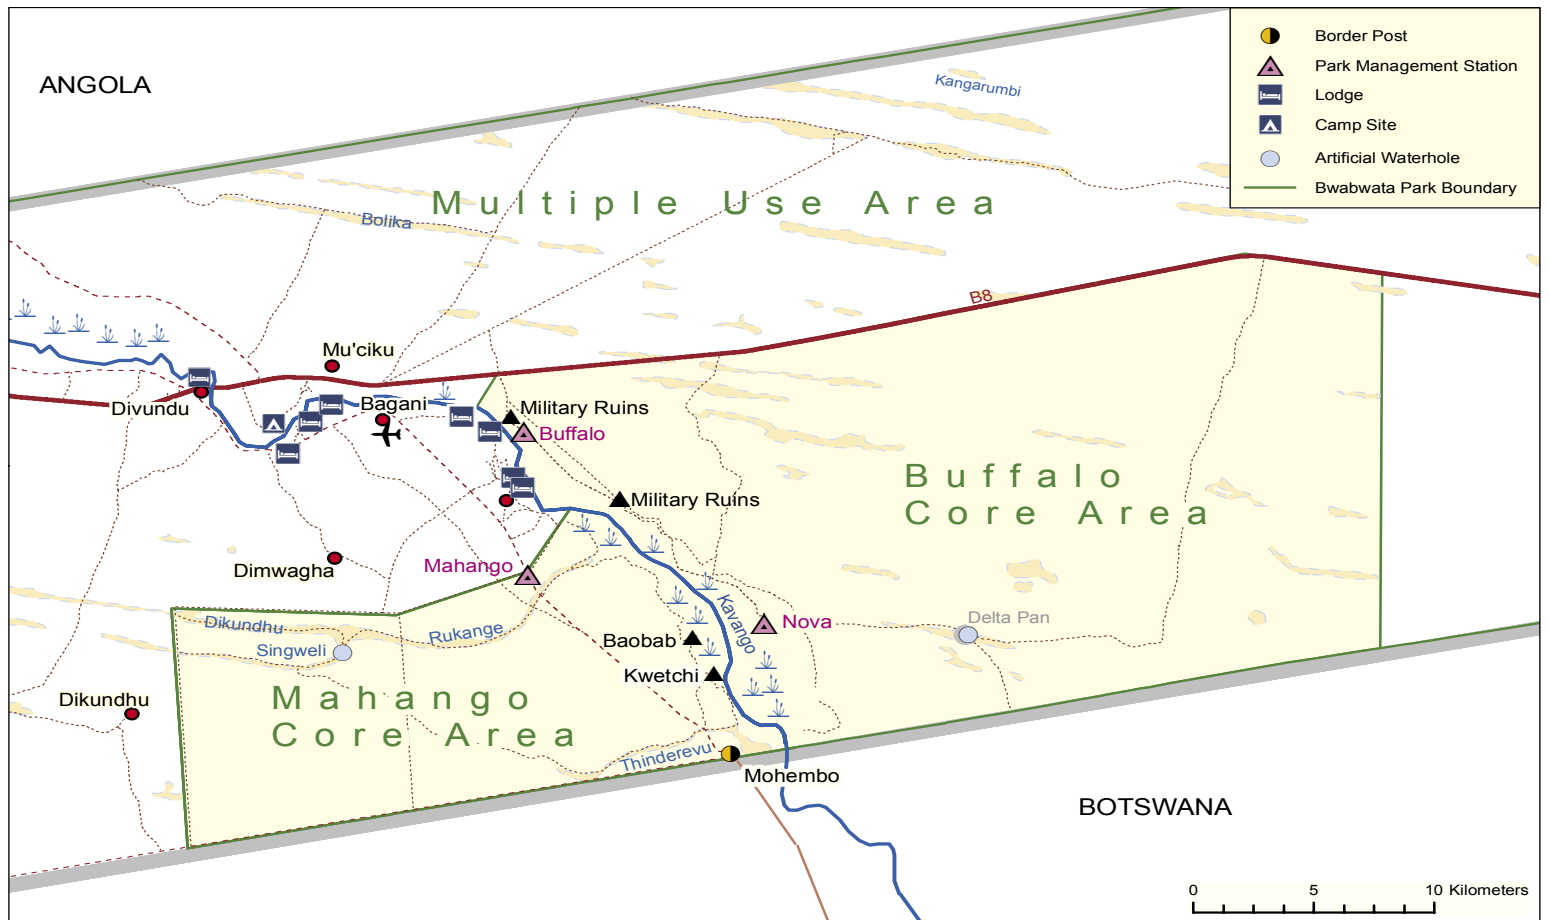 ANGOLA
Kangarumbi
Border Post
Park Management Station
Lodge
Camp Site
Artificial Waterhole
Bwabwata Park Boundary
Multiple Use Area
Bolika
B8
Mu'ciku
Divundu
Bagani
Military Ruins
Buffalo
Military Ruins
Buffalo
Core Area
Dimwagha
Mahango
Dikundhu
Rukange
Singweli
Baobab
Kavango
Nova
Delta Pan
Kwetchi
Dikundhu
Mahango
Core Area
Thinderevu
Mohembo
BOTSWANA
0 5 10 Kilometers